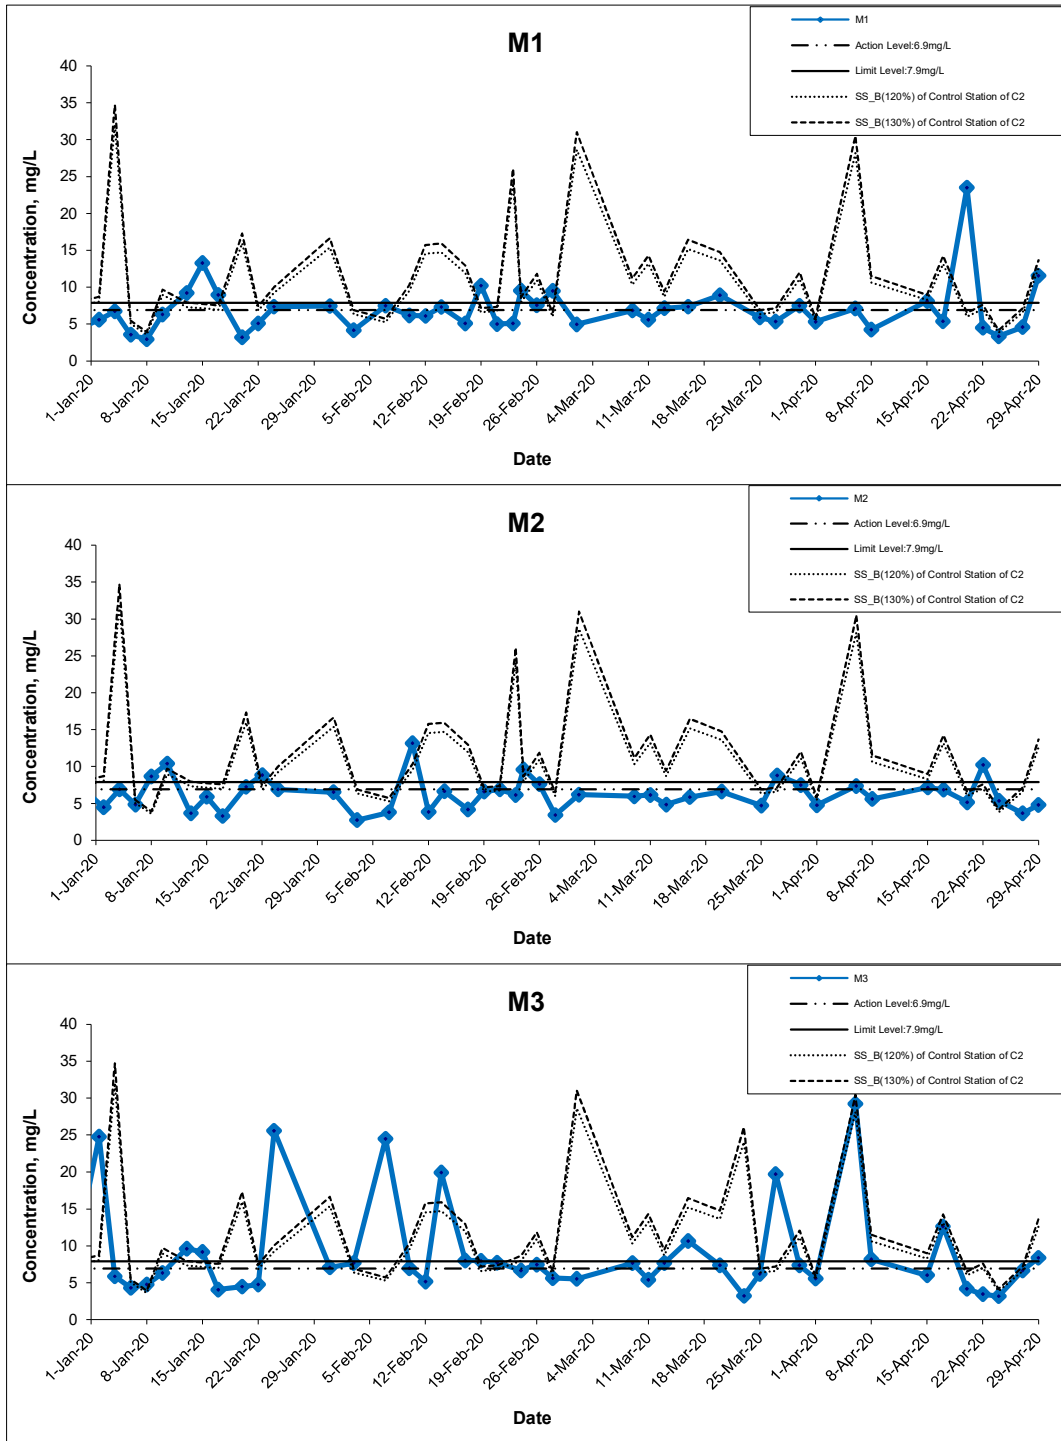 M1
M1
Action Level:6.9mg/L
Limit Level:7.9mg/L
SS_B(120%) of Control Station of C2
SS_B(130%) of Control Station of C2
Concentration, mg/L
40
35
30
25
20
15
10
5
0
1-Jan-20
8-Jan-20
15-Jan-20
22-Jan-20
29-Jan-20
5-Feb-20
12-Feb-20
19-Feb-20
26-Feb-20
4-Mar-20
11-Mar-20
18-Mar-20
25-Mar-20
1-Apr-20
8-Apr-20
15-Apr-20
22-Apr-20
29-Apr-20
Date
M2
M2
Action Level:6.9mg/L
Limit Level:7.9mg/L
SS_B(120%) of Control Station of C2
SS_B(130%) of Control Station of C2
Concentration, mg/L
40
35
30
25
20
15
10
5
0
1-Jan-20
8-Jan-20
15-Jan-20
22-Jan-20
29-Jan-20
5-Feb-20
12-Feb-20
19-Feb-20
26-Feb-20
4-Mar-20
11-Mar-20
18-Mar-20
25-Mar-20
1-Apr-20
8-Apr-20
15-Apr-20
22-Apr-20
29-Apr-20
Date
M3
M3
Action Level:6.9mg/L
Limit Level:7.9mg/L
SS_B(120%) of Control Station of C2
SS_B(130%) of Control Station of C2
Concentration, mg/L
40
35
30
25
20
15
10
5
0
1-Jan-20
8-Jan-20
15-Jan-20
22-Jan-20
29-Jan-20
5-Feb-20
12-Feb-20
19-Feb-20
26-Feb-20
4-Mar-20
11-Mar-20
18-Mar-20
25-Mar-20
1-Apr-20
8-Apr-20
15-Apr-20
22-Apr-20
29-Apr-20
Date